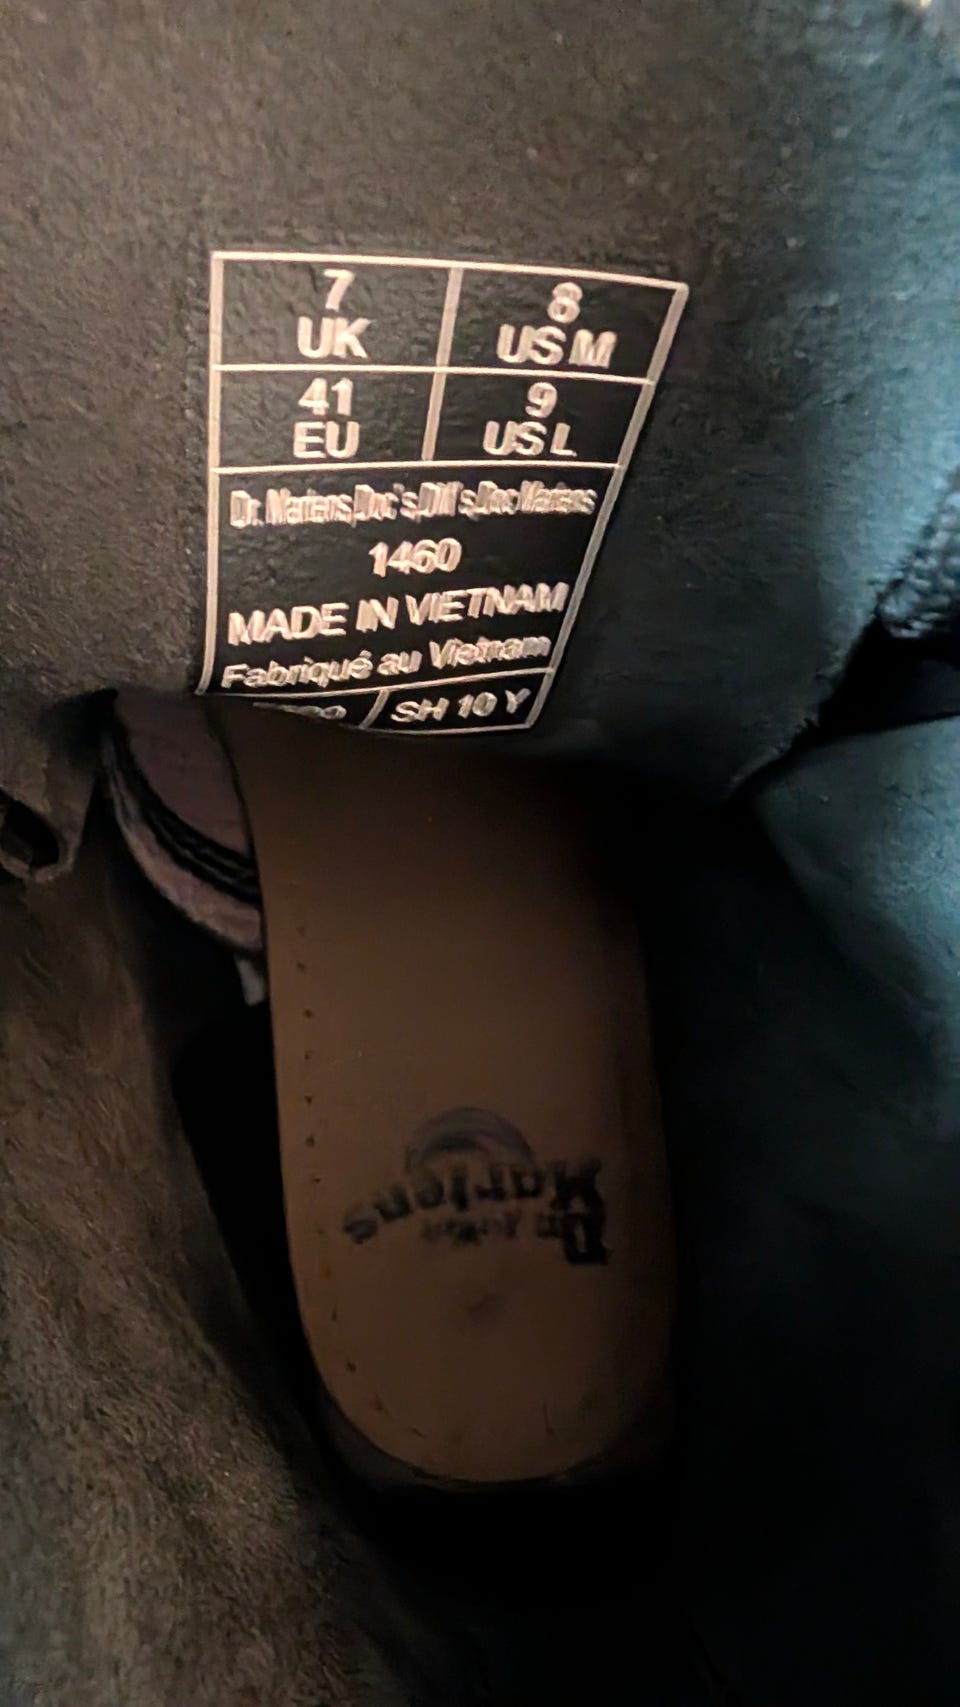 7 UK
8 US M
41 EU
9 US L
Dr. Martens,Doc's,DM's,Doc Martens
1460
MADE IN VIETNAM
Fabriqué au Vietnam
SH 10 Y
Dr. Martens